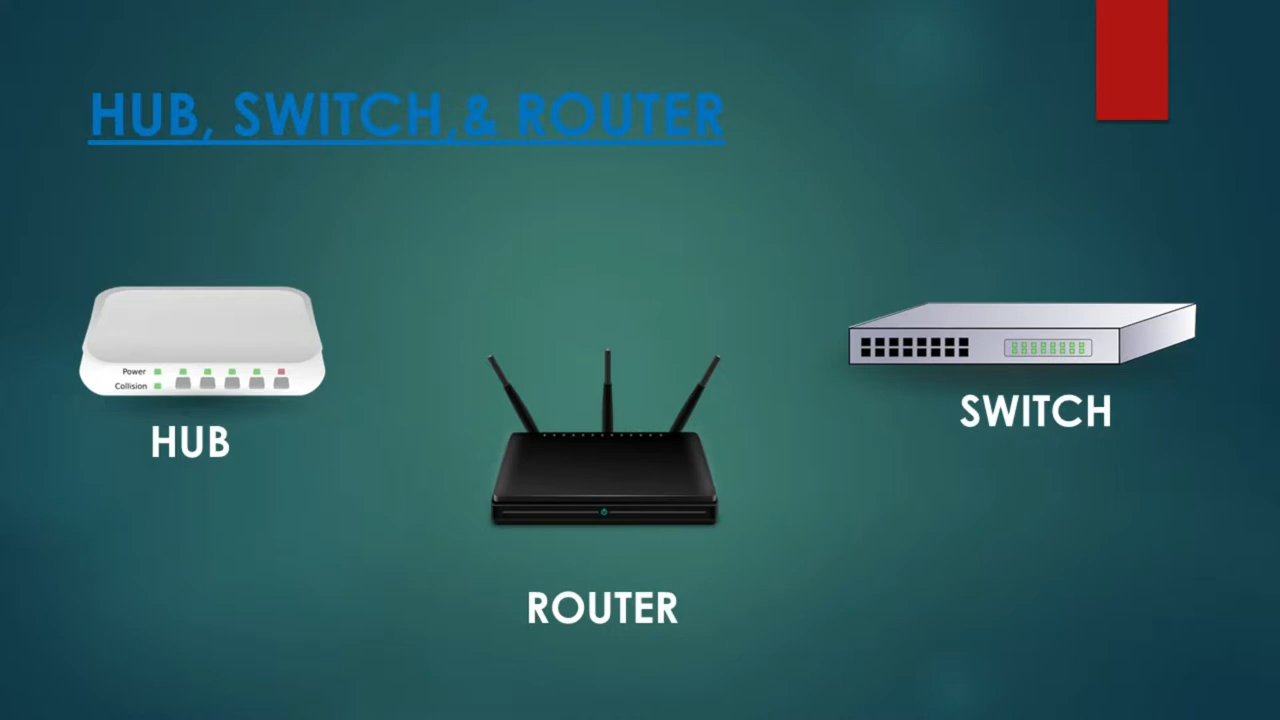 HUB, SWITCH,& ROUTER
Power
Collision
HUB
SWITCH
ROUTER